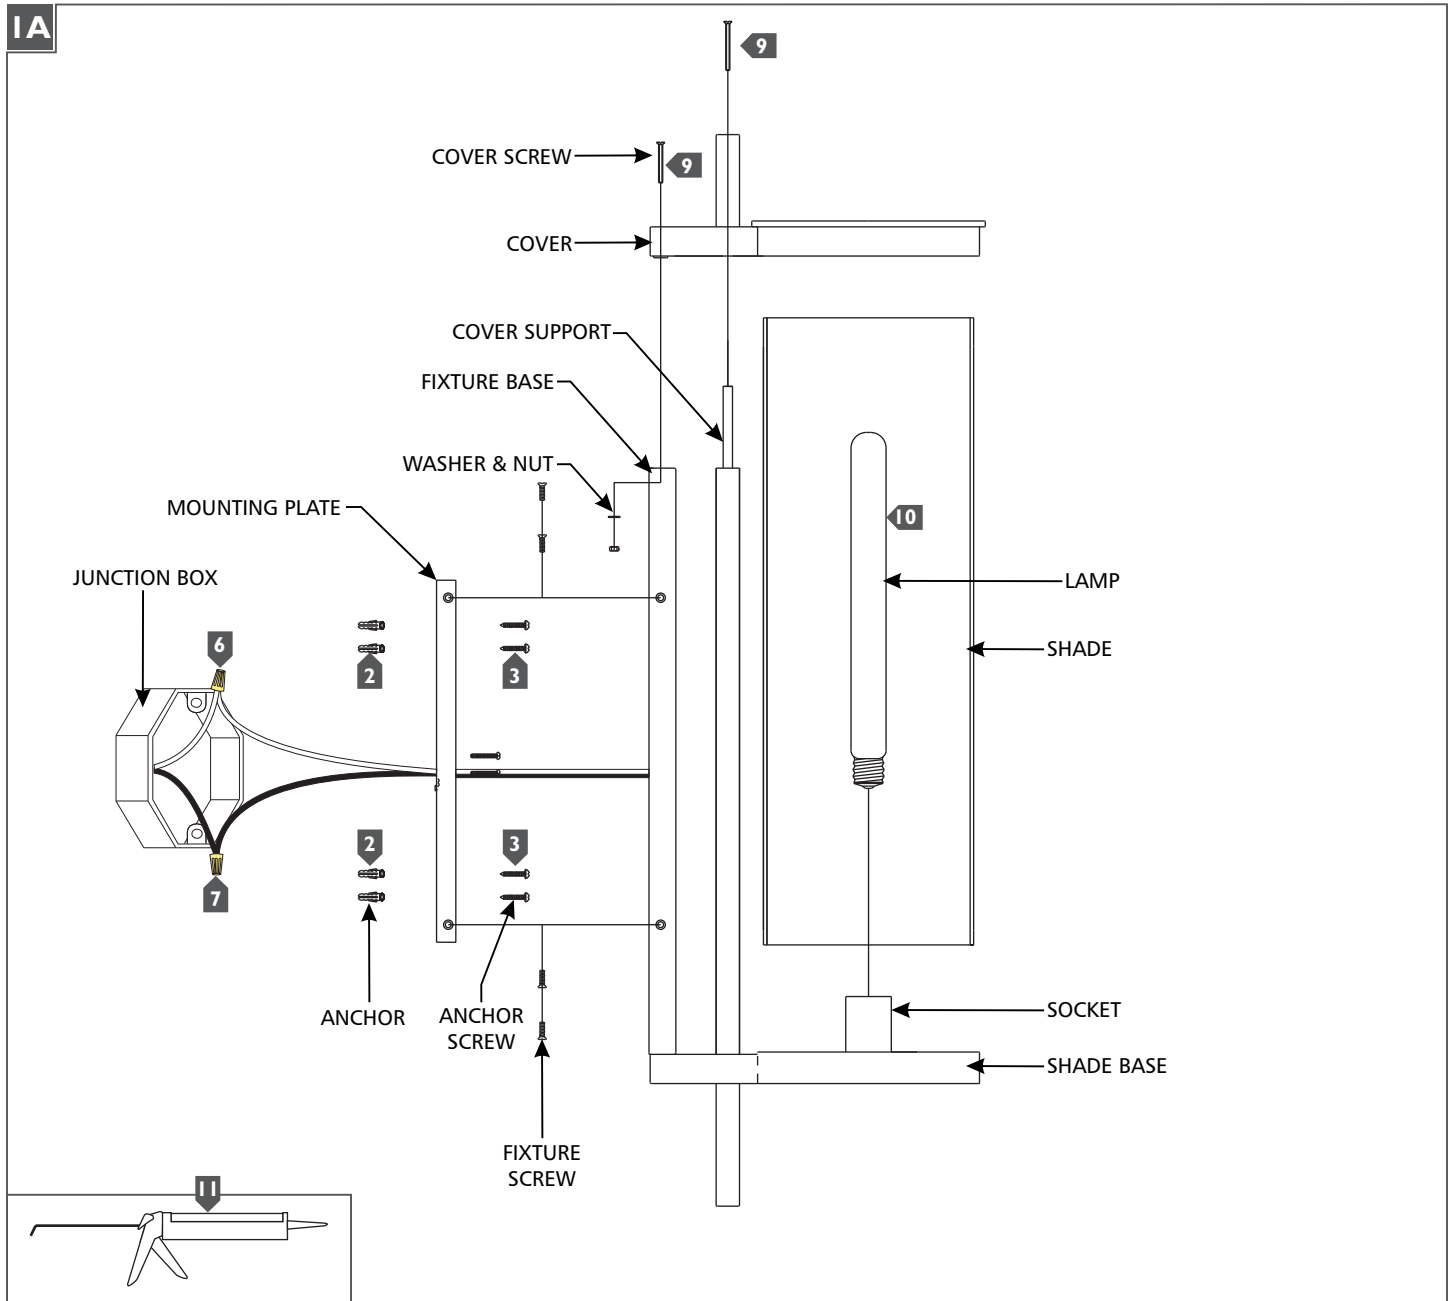 1A
9
COVER SCREW
9
COVER
COVER SUPPORT
FIXTURE BASE
WASHER & NUT
MOUNTING PLATE
10
JUNCTION BOX
LAMP
6
SHADE
2
3
2
3
7
ANCHOR
ANCHOR
SCREW
SOCKET
SHADE BASE
FIXTURE
SCREW
11